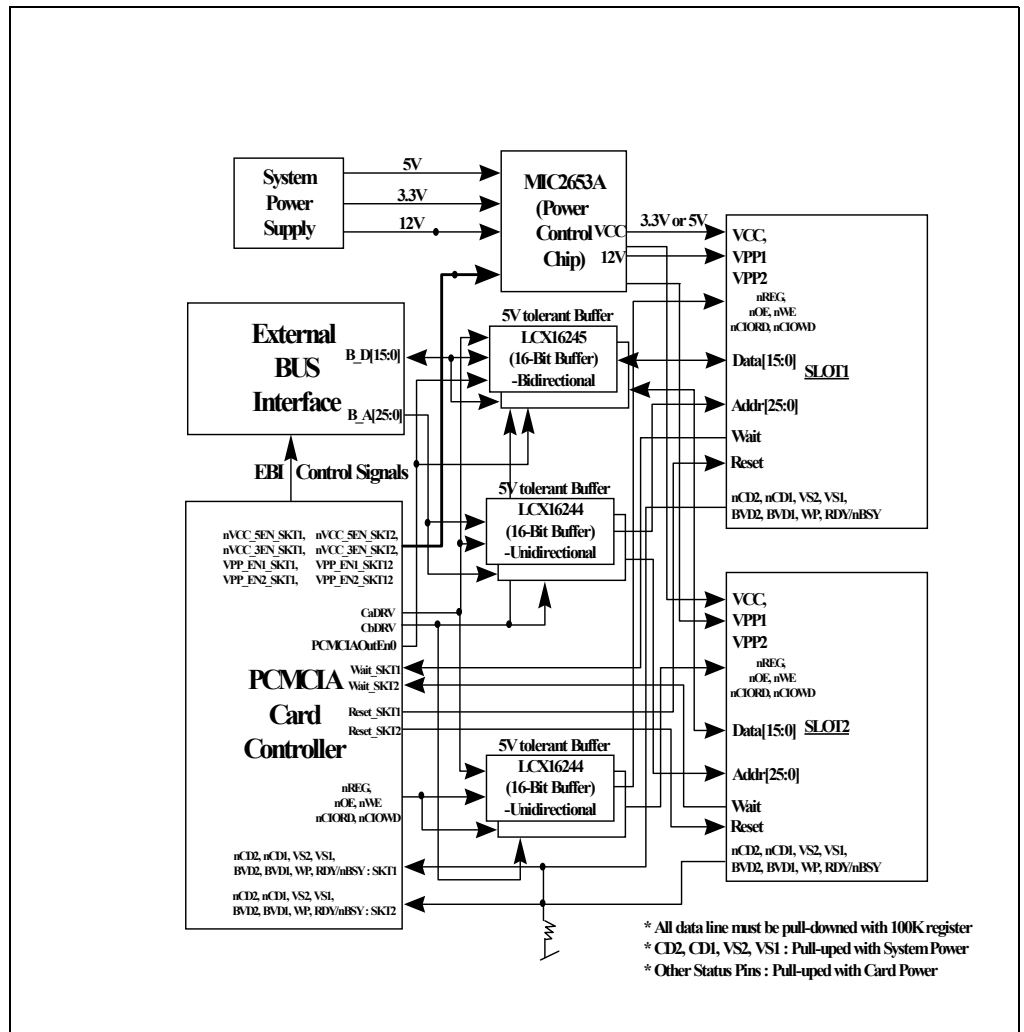 System
Power
Supply
5V
3.3V
12V
MIC2653A
(Power
Control
Chip)
VCC
12V
3.3V or 5V
VCC,
VPP1
VPP2
nREG,
nOE, nWE
nCIORD, nCIOWD
Data[15:0]
SLOT1
Addr[25:0]
Wait
Reset
nCD2, nCD1, VS2, VS1,
BVD2, BVD1, WP, RDY/nBSY
External
BUS
Interface
B_D[15:0]
B_A[25:0]
5V tolerant Buffer
LCX16245
(16-Bit Buffer)
-Bidirectional
EBI Control Signals
5V tolerant Buffer
LCX16244
(16-Bit Buffer)
-Unidirectional
nVCC_5EN_SKT1, nVCC_5EN_SKT2,
nVCC_3EN_SKT1, nVCC_3EN_SKT2,
VPP_EN1_SKT1, VPP_EN1_SKT12
VPP_EN2_SKT1, VPP_EN2_SKT12
CaDRV
CbDRV
PCMCIAOutEn0
Wait_SKT1
Wait_SKT2
PCMCIA
Card
Controller
Reset_SKT1
Reset_SKT2
nREG,
nOE, nWE
nCIORD, nCIOWD
nCD2, nCD1, VS2, VS1,
BVD2, BVD1, WP, RDY/nBSY : SKT1
nCD2, nCD1, VS2, VS1,
BVD2, BVD1, WP, RDY/nBSY : SKT2
5V tolerant Buffer
LCX16244
(16-Bit Buffer)
-Unidirectional
VCC,
VPP1
VPP2
nREG,
nOE, nWE
nCIORD, nCIOWD
Data[15:0]
SLOT2
Addr[25:0]
Wait
Reset
nCD2, nCD1, VS2, VS1,
BVD2, BVD1, WP, RDY/nBSY
* All data line must be pull-downed with 100K register
* CD2, CD1, VS2, VS1 : Pull-uped with System Power
* Other Status Pins : Pull-uped with Card Power